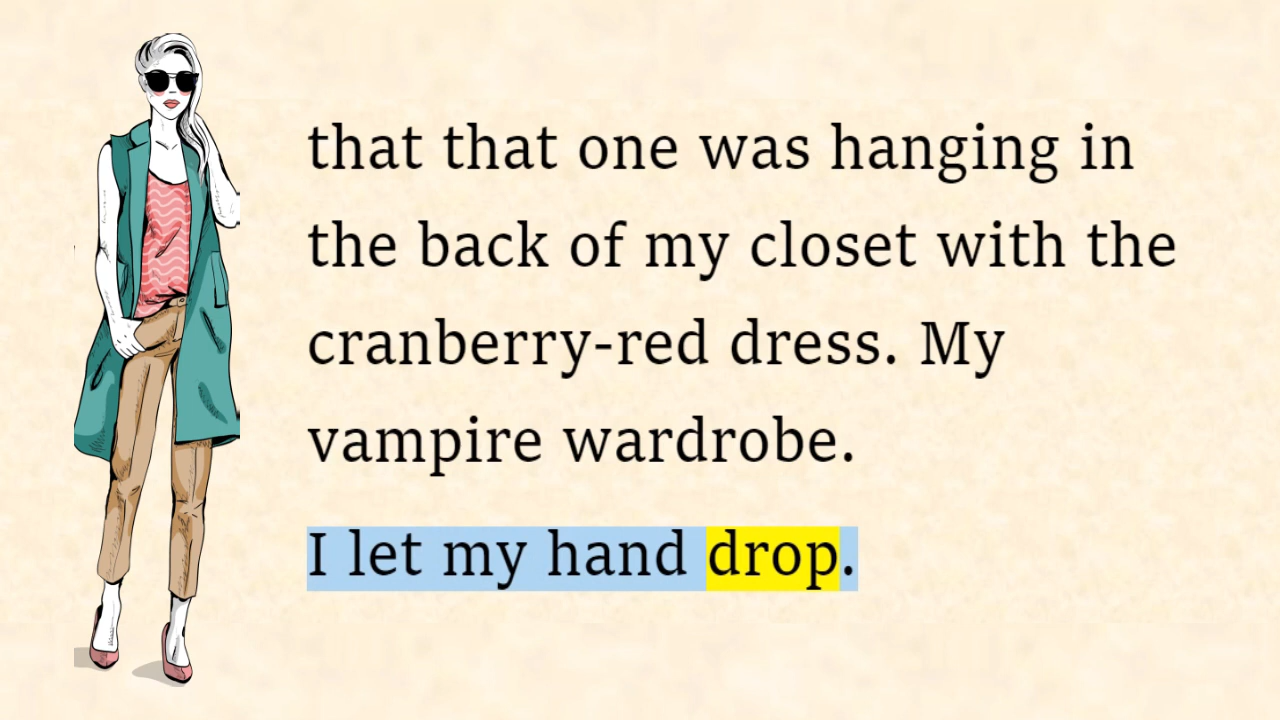 that that one was hanging in
the back of my closet with the
cranberry-red dress. My
vampire wardrobe.
I let my hand drop.